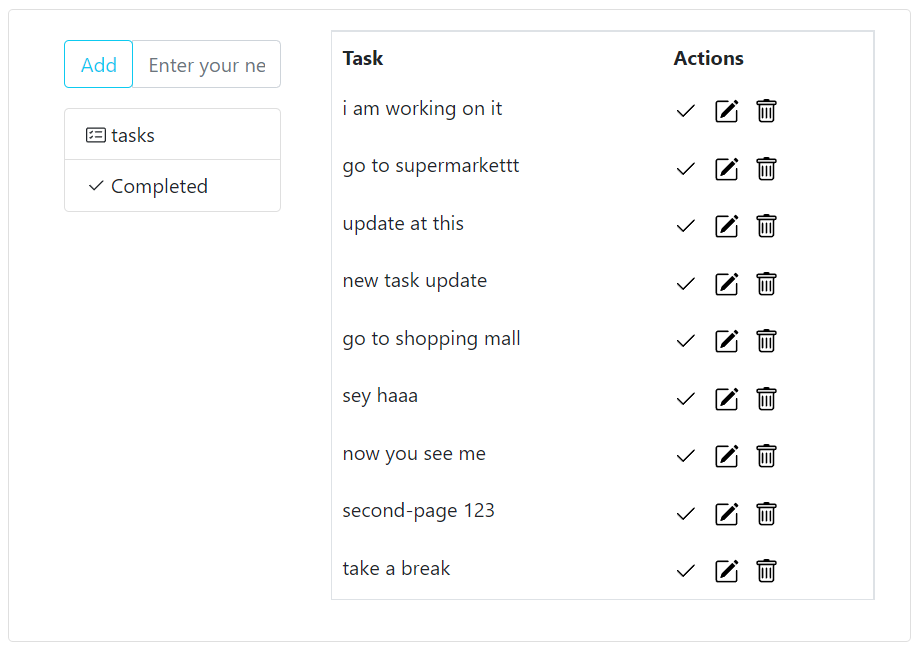 Add Enter your ne
tasks
Completed
Task Actions
i am working on it
go to supermarkettt
update at this
new task update
go to shopping mall
sey haaa
now you see me
second-page 123
take a break